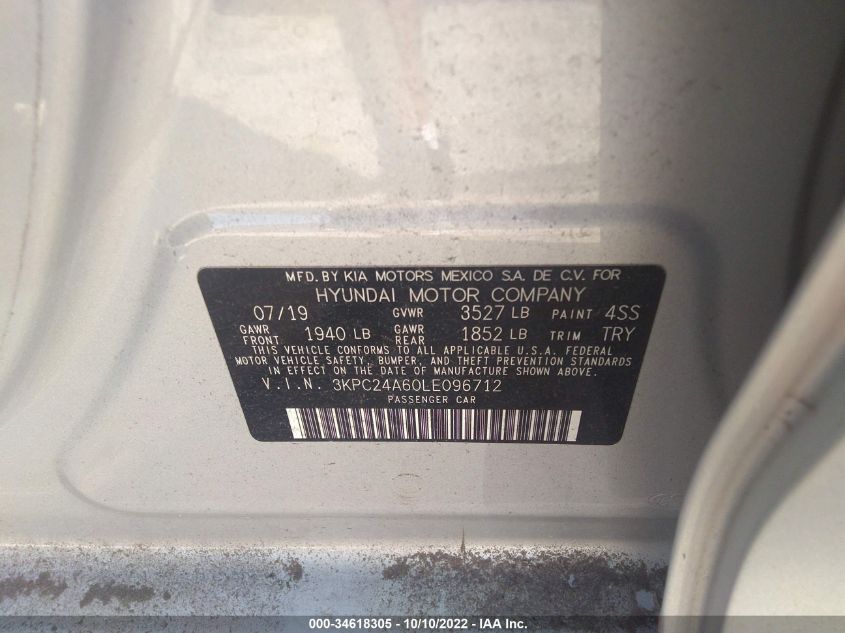 MFD. BY KIA MOTORS MEXICO S.A. DE C.V. FOR
HYUNDAI MOTOR COMPANY
07/19 GVWR 3527 LB PAINT 4SS
GAWR FRONT 1940 LB GAWR REAR 1852 LB TRIM TRY
THIS VEHICLE CONFORMS TO ALL APPLICABLE U.S.A. FEDERAL
MOTOR VEHICLE SAFETY, BUMPER, AND THEFT PREVENTION STANDARDS
IN EFFECT ON THE DATE OF MANUFACTURE SHOWN ABOVE.
V.I.N. 3KPC24A60LE096712
PASSENGER CAR
000-34618305 - 10/10/2022 - IAA Inc.